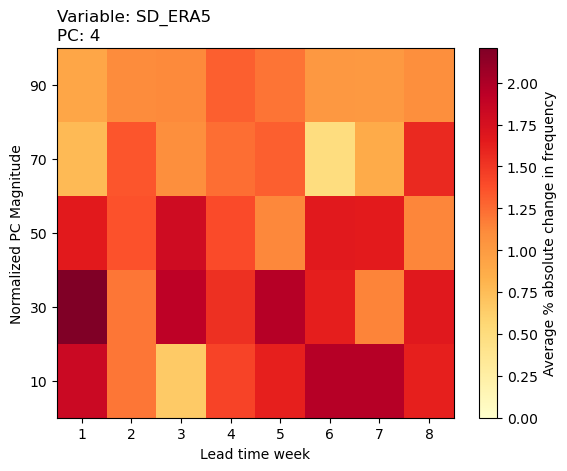 Variable: SD_ERA5
PC: 4
Normalized PC Magnitude
90
70
50
30
10
1 2 3 4 5 6 7 8
Lead time week
2.00
1.75
1.50
1.25
1.00
0.75
0.50
0.25
0.00
Average % absolute change in frequency